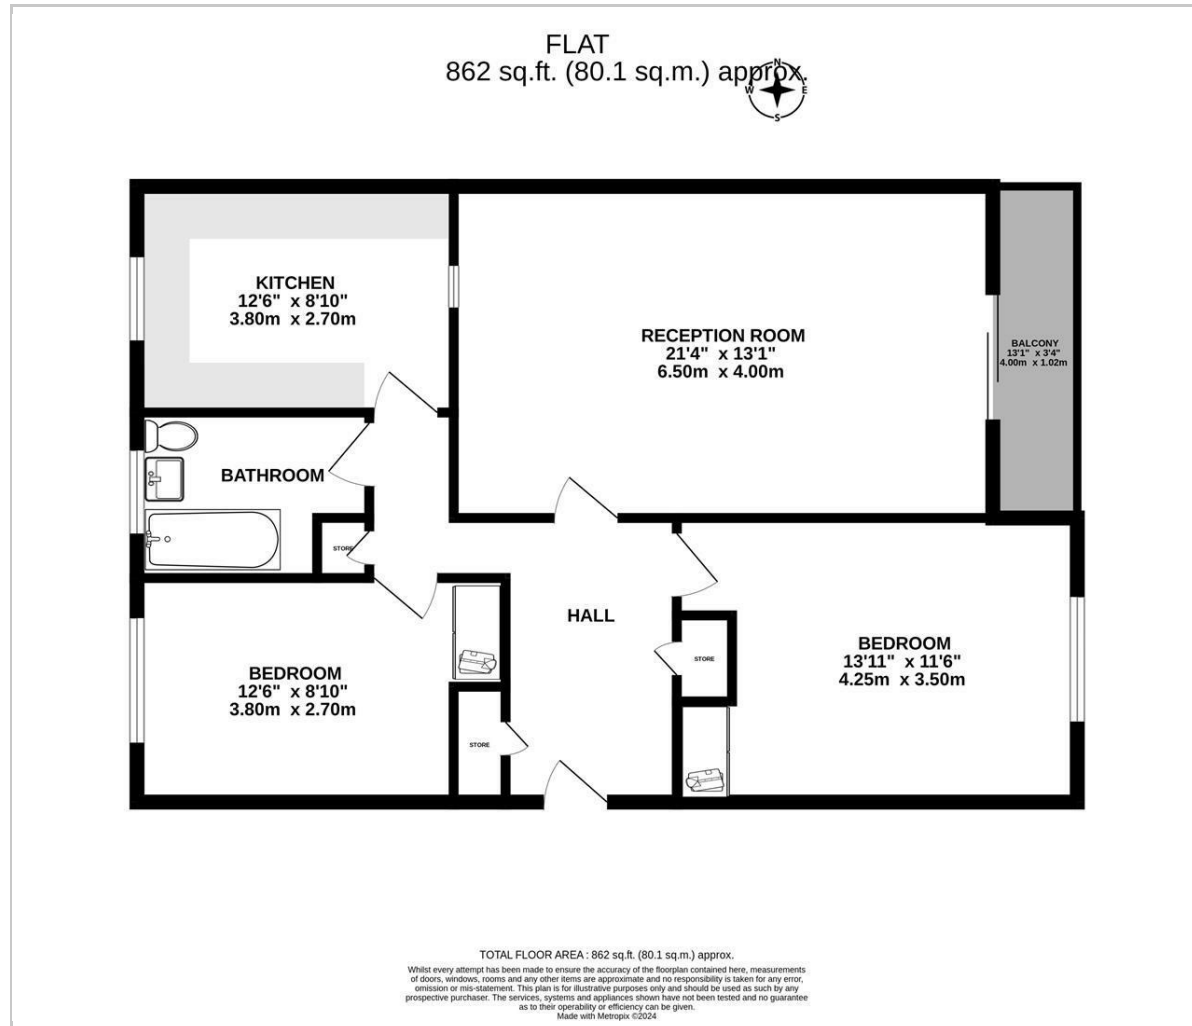 FLAT
862 sq.ft. (80.1 sq.m.) approx.
N
W
E
S
KITCHEN
12'6" x 8'10"
3.80m x 2.70m
RECEPTION ROOM
21'4" x 13'1"
6.50m x 4.00m
BALCONY
13'1" x 3'4"
4.00m x 1.02m
BATHROOM
STORE
HALL
BEDROOM
13'11" x 11'6"
4.25m x 3.50m
STORE
BEDROOM
12'6" x 8'10"
3.80m x 2.70m
STORE
TOTAL FLOOR AREA : 862 sq.ft. (80.1 sq.m.) approx.
Whilst every attempt has been made to ensure the accuracy of the floorplan contained here, measurements
of doors, windows, rooms and any other items are approximate and no responsibility is taken for any error,
omission or mis-statement. This plan is for illustrative purposes only and should be used as such by any
prospective purchaser. The services, systems and appliances shown have not been tested and no guarantee
as to their operability or efficiency can be given.
Made with Metropix ©2024